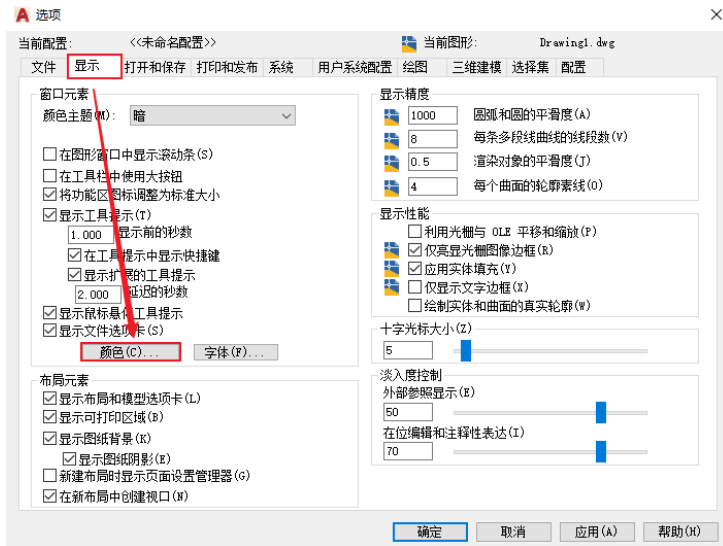 选项
当前配置: <<未命名配置>> 当前图形: Drawing1.dwg
文件 显示 打开和保存 打印和发布 系统 用户系统配置 绘图 三维建模 选择集 配置
窗口元素
颜色主题(M): 暗
在图形窗口中显示滚动条(S)
在工具栏中使用大按钮
将功能区图标调整为标准大小
显示工具提示(T)
1.000 显示前的秒数
在工具提示中显示快捷键
显示扩展的工具提示
2.000 延迟的秒数
显示鼠标悬停工具提示
显示文件选项卡(S)
颜色(C)... 字体(F)...
布局元素
显示布局和模型选项卡(L)
显示可打印区域(B)
显示图纸背景(K)
显示图纸阴影(E)
新建布局时显示页面设置管理器(G)
在新布局中创建视口(N)
显示精度
1000 圆弧和圆的平滑度(A)
8 每条多段线曲线的线段数(V)
0.5 渲染对象的平滑度(J)
4 每个曲面的轮廓素线(O)
显示性能
利用光栅与 OLE 平移和缩放(P)
仅亮显光栅图像边框(R)
应用实体填充(Y)
仅显示文字边框(X)
绘制实体和曲面的真实轮廓(W)
十字光标大小(Z)
5
淡入度控制
外部参照显示(E)
50
在位编辑和注释性表达(I)
70
确定 取消 应用(A) 帮助(H)